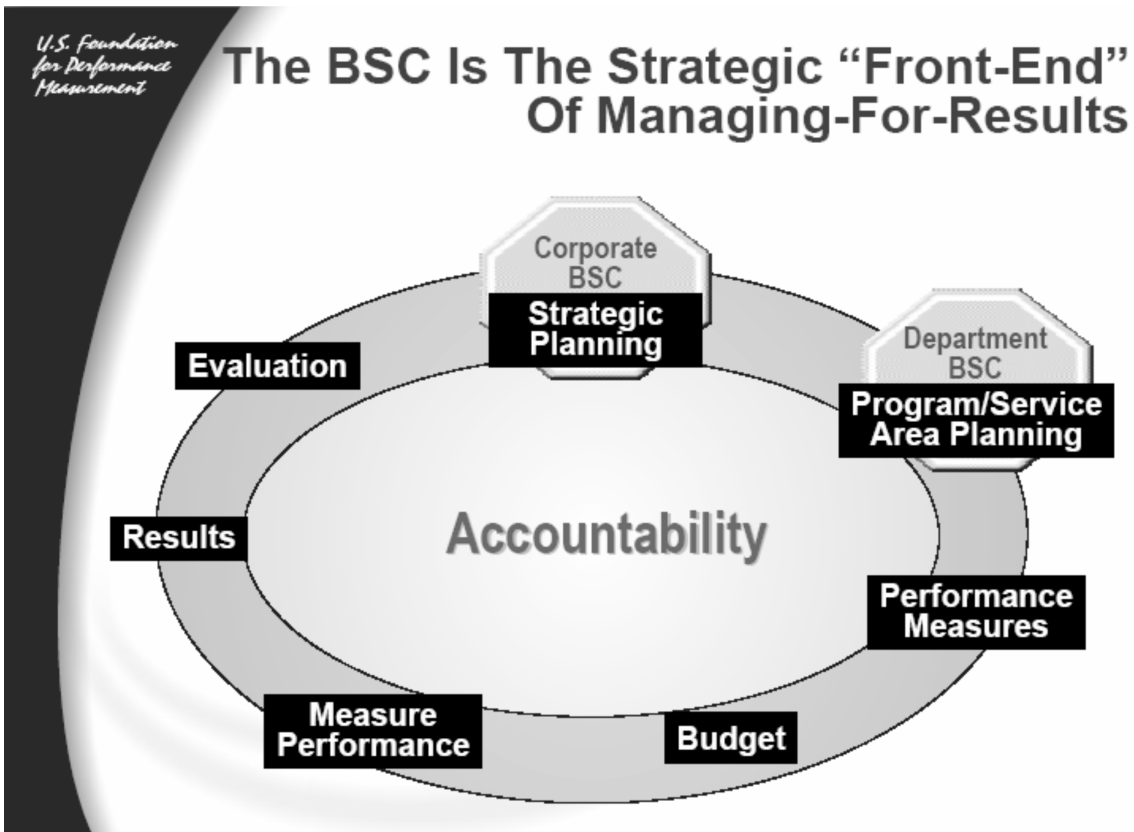 U.S. Foundation
for Performance
Measurement
The BSC Is The Strategic “Front-End”
Of Managing-For-Results
Corporate
BSC
Strategic
Planning
Department
BSC
Program/Service
Area Planning
Evaluation
Results
Accountability
Performance
Measures
Measure
Performance
Budget